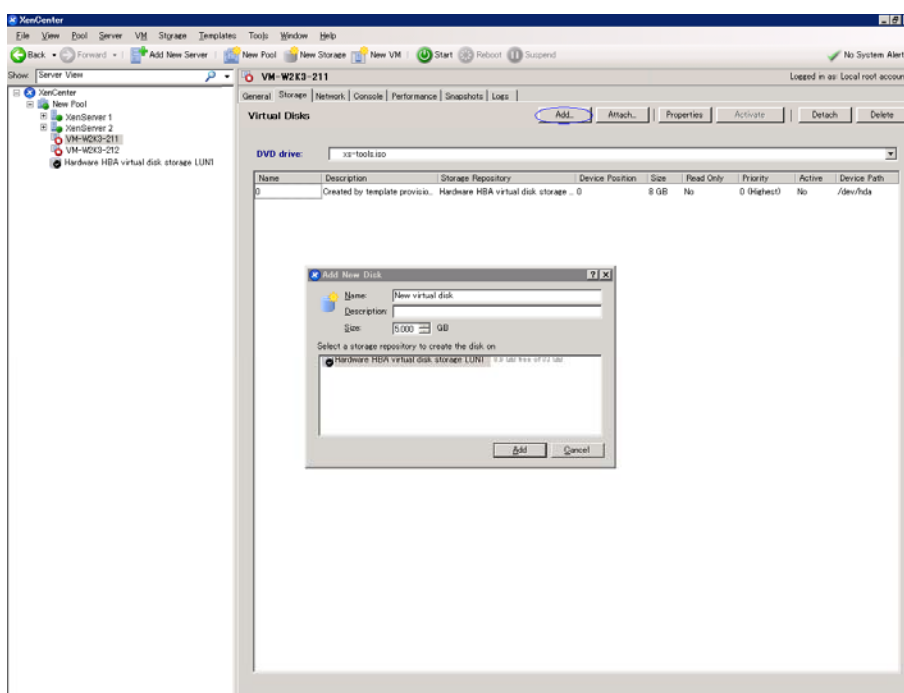 XenCenter
File View Pool Server VM Storage Templates Tools Window Help
Back Forward Add New Server New Pool New Storage New VM Start Reboot Suspend No System Alert
Show: Server View VM-W2K3-211 Logged in as: Local root accoun
XenCenter
New Pool
XenServer 1
XenServer 2
VM-W2K3-211
VM-W2K3-212
Hardware HBA virtual disk storage LUN1
General Storage Network Console Performance Snapshots Logs
Virtual Disks Add... Attach... Properties Activate Detach Delete
DVD drive: xs-tools.iso
Name Description Storage Repository Device Position Size Read Only Priority Active Device Path
0 Created by template provisio... Hardware HBA virtual disk storage ... 0 8 GB No 0 (Highest) No /dev/hda
Add New Disk
Name: New virtual disk
Description:
Size: 5.000 GB
Select a storage repository to create the disk on
Hardware HBA virtual disk storage LUN1
Add Cancel